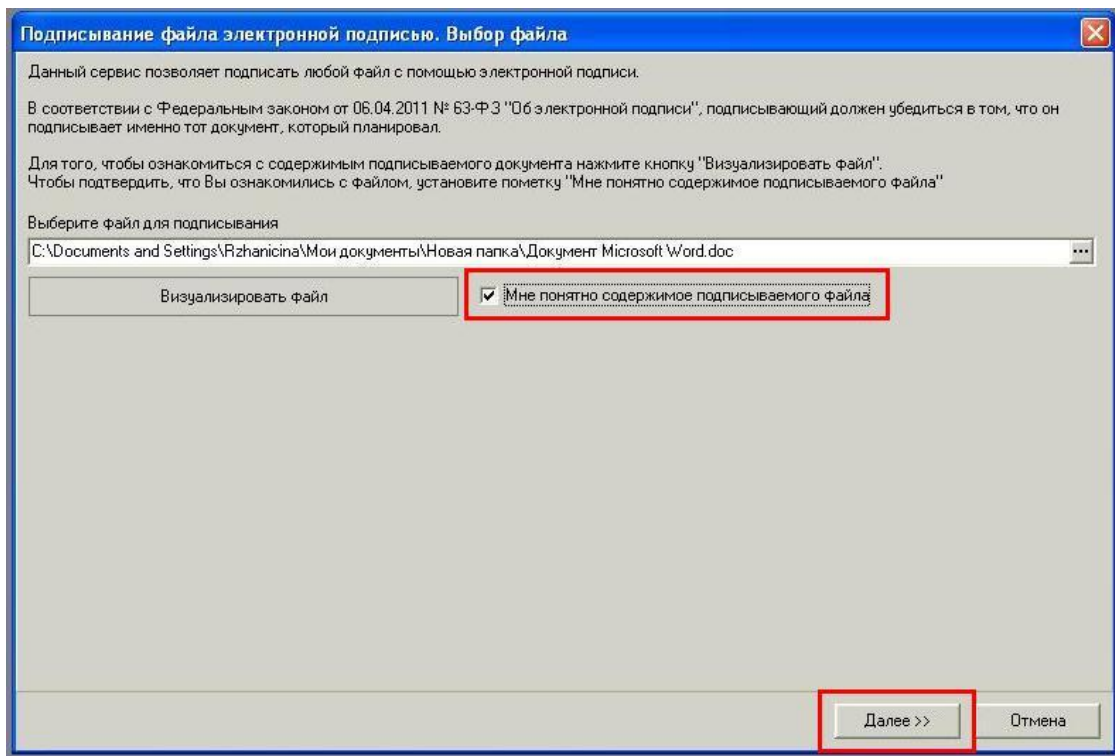 Подписывание файла электронной подписью. Выбор файла
Данный сервис позволяет подписать любой файл с помощью электронной подписи.
В соответствии с Федеральным законом от 06.04.2011 № 63-ФЗ "Об электронной подписи", подписывающий должен убедиться в том, что он
подписывает именно тот документ, который планировал.
Для того, чтобы ознакомиться с содержимым подписываемого документа нажмите кнопку "Визуализировать файл".
Чтобы подтвердить, что Вы ознакомились с файлом, установите пометку "Мне понятно содержимое подписываемого файла"
Выберите файл для подписывания
C:\Documents and Settings\Rzhanicina\Мои документы\Новая папка\Документ Microsoft Word.doc
...
Визуализировать файл
Мне понятно содержимое подписываемого файла
Далее >>
Отмена